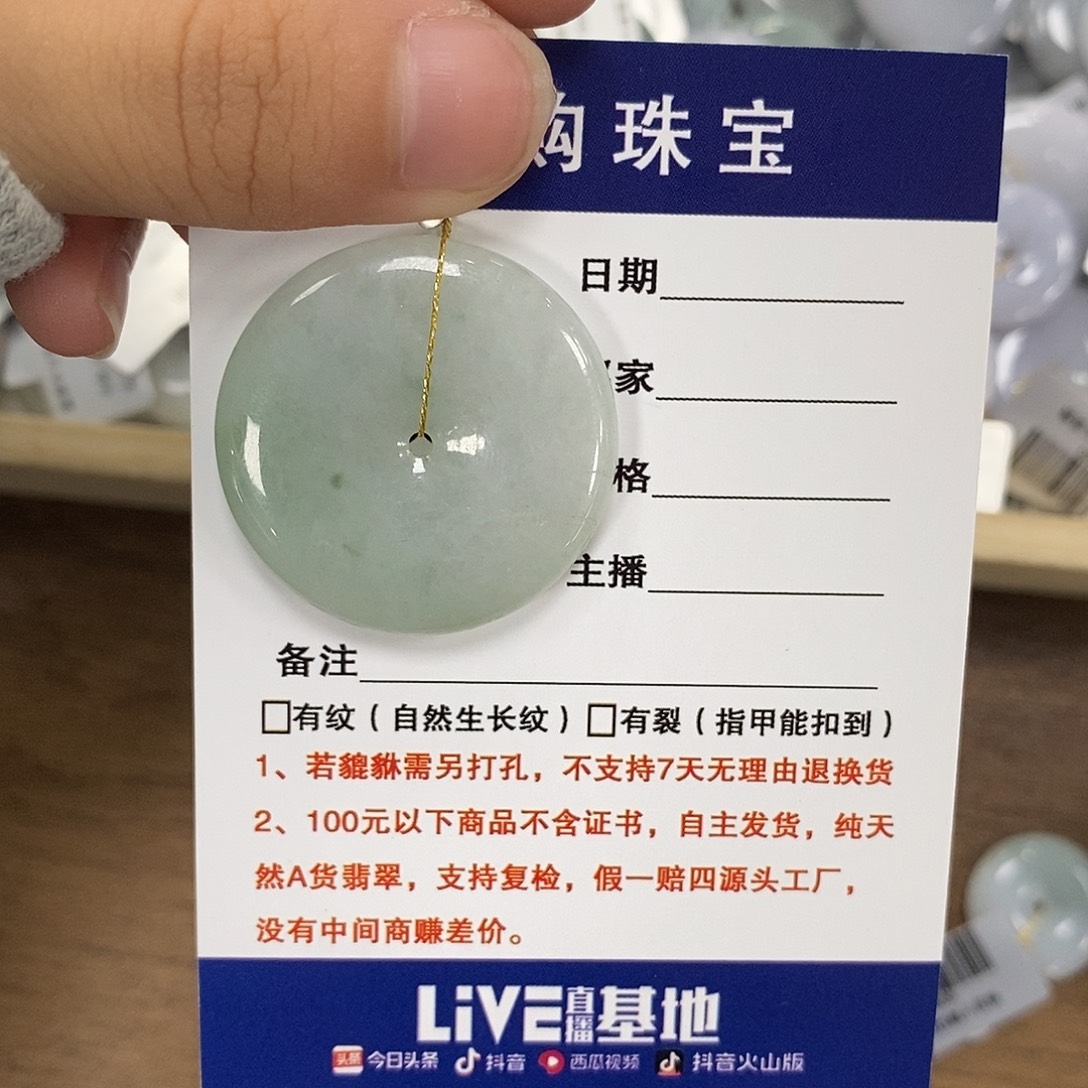 购珠宝
日期
家
格
主播
备注
□有纹（自然生长纹）□有裂（指甲能扣到）
1、若貔貅需另打孔，不支持7天无理由退换货
2、100元以下商品不含证书，自主发货，纯天
然A货翡翠，支持复检，假一赔四源头工厂，
没有中间商赚差价。
LiVE直播基地
头条 今日头条 抖音 西瓜视频 抖音火山版